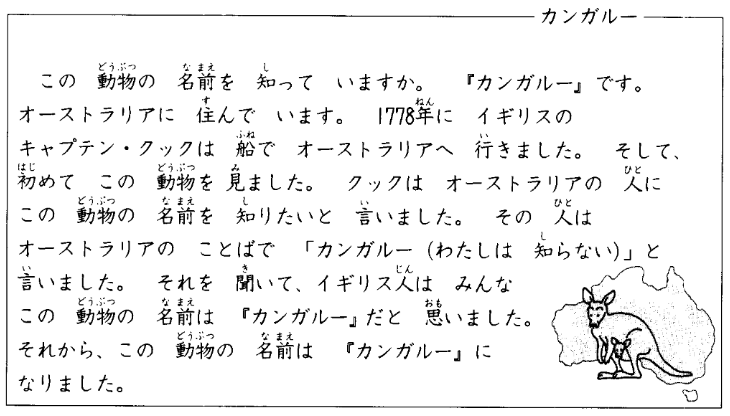 カンガルー
この 動物の 名前を 知って いますか。 『カンガルー』です。
オーストラリアに 住んで います。 1778年に イギリスの
キャプテン・クックは 船で オーストラリアへ 行きました。 そして、
初めて この 動物を 見ました。 クックは オーストラリアの 人に
この 動物の 名前を 知りたいと 言いました。 その 人は
オーストラリアの ことばで 「カンガルー (わたしは 知らない)」と
言いました。 それを 聞いて、イギリス人は みんな
この 動物の 名前は 『カンガルー』だと 思いました。
それから、この 動物の 名前は 『カンガルー』に
なりました。